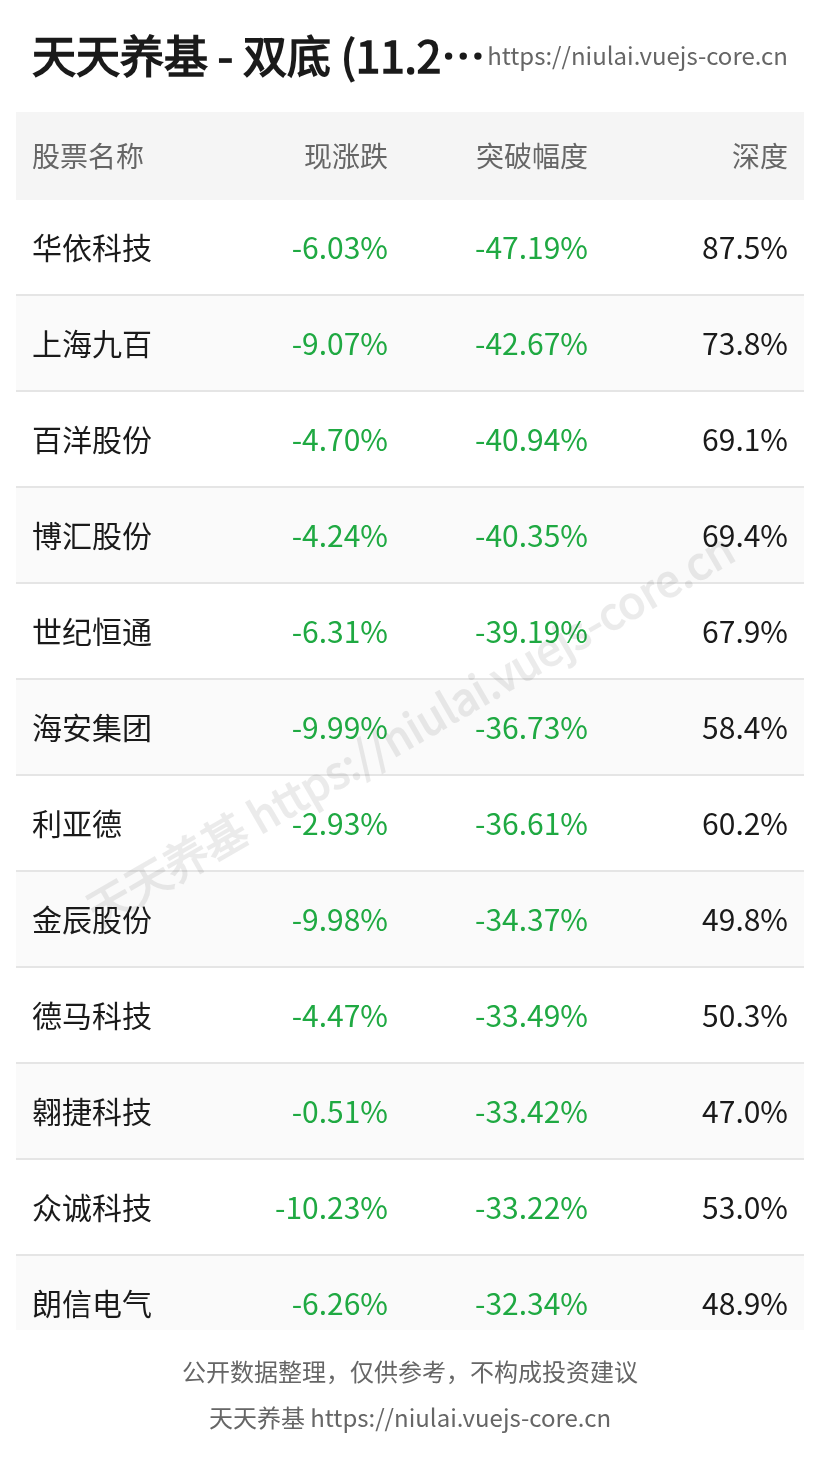 天天养基 - 双底 (11.2… https://niulai.vuejs-core.cn
股票名称 现涨跌 突破幅度 深度
华依科技 -6.03% -47.19% 87.5%
上海九百 -9.07% -42.67% 73.8%
百洋股份 -4.70% -40.94% 69.1%
博汇股份 -4.24% -40.35% 69.4%
世纪恒通 -6.31% -39.19% 67.9%
海安集团 -9.99% -36.73% 58.4%
利亚德 -2.93% -36.61% 60.2%
金辰股份 -9.98% -34.37% 49.8%
德马科技 -4.47% -33.49% 50.3%
翱捷科技 -0.51% -33.42% 47.0%
众诚科技 -10.23% -33.22% 53.0%
朗信电气 -6.26% -32.34% 48.9%
天天养基 https://niulai.vuejs-core.cn
公开数据整理，仅供参考，不构成投资建议
天天养基 https://niulai.vuejs-core.cn